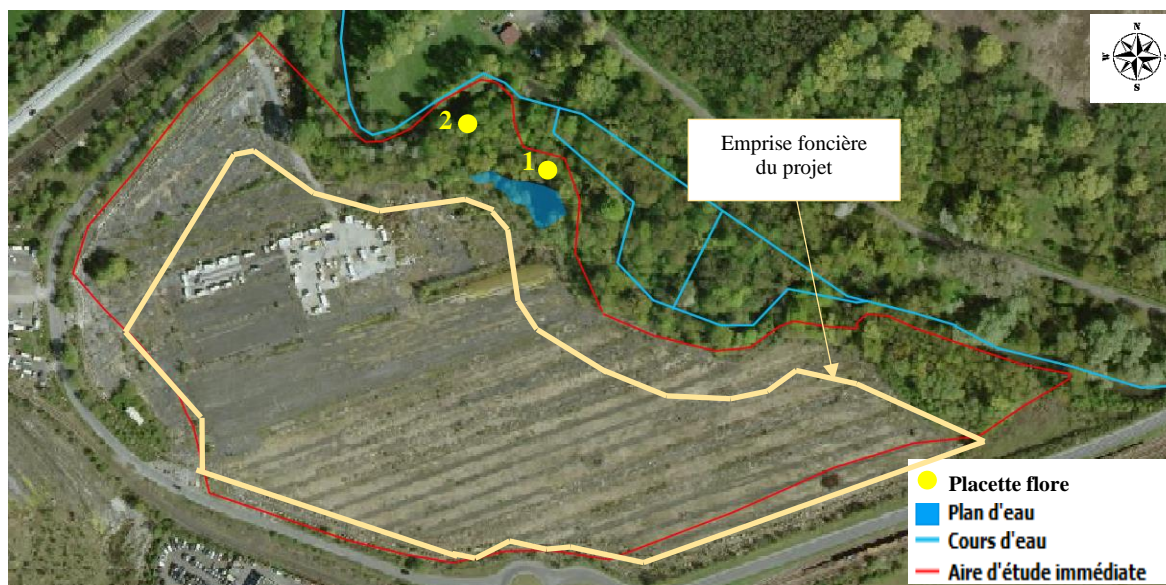 N
W
S
2
1
Emprise foncière
du projet
Placette flore
Plan d'eau
Cours d'eau
Aire d'étude immédiate